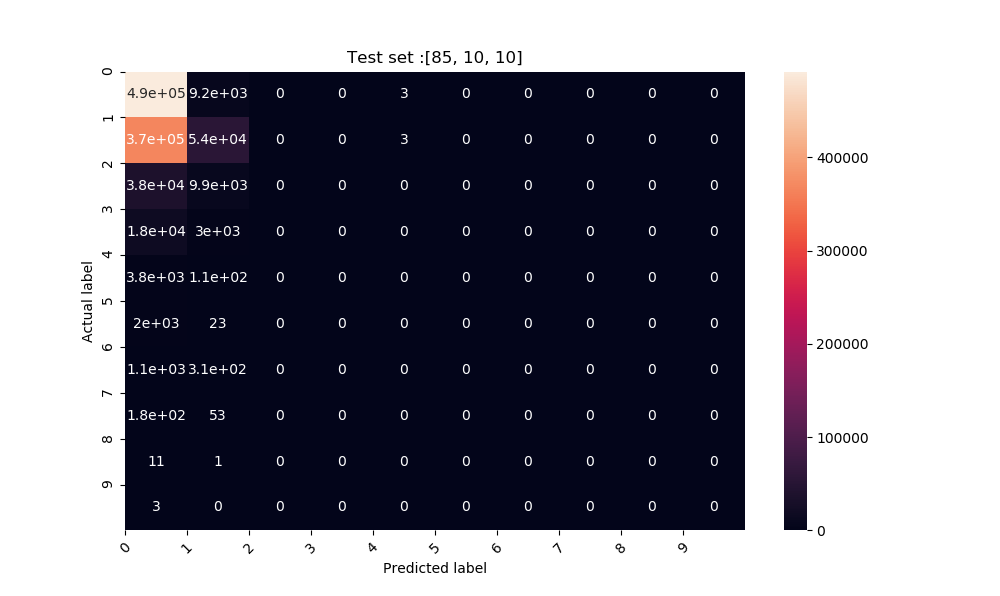 Test set :[85, 10, 10]
0
4.9e+05 9.2e+03 0 0 3 0 0 0 0 0
1
3.7e+05 5.4e+04 0 0 3 0 0 0 0 0
2
3.8e+04 9.9e+03 0 0 0 0 0 0 0 0
3
1.8e+04 3e+03 0 0 0 0 0 0 0 0
4
3.8e+03 1.1e+02 0 0 0 0 0 0 0 0
5
2e+03 23 0 0 0 0 0 0 0 0
6
1.1e+03 3.1e+02 0 0 0 0 0 0 0 0
7
1.8e+02 53 0 0 0 0 0 0 0 0
8
11 1 0 0 0 0 0 0 0 0
9
3 0 0 0 0 0 0 0 0 0
Actual label
0 1 2 3 4 5 6 7 8 9
Predicted label
400000
300000
200000
100000
0